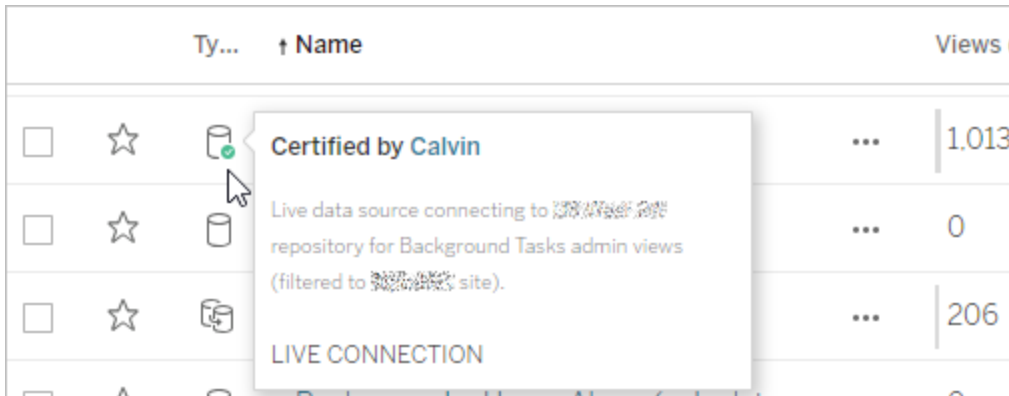 Ty... ↑ Name Views
Certified by Calvin
1,013
Live data source connecting to
repository for Background Tasks admin views
0
(filtered to site).
206
LIVE CONNECTION